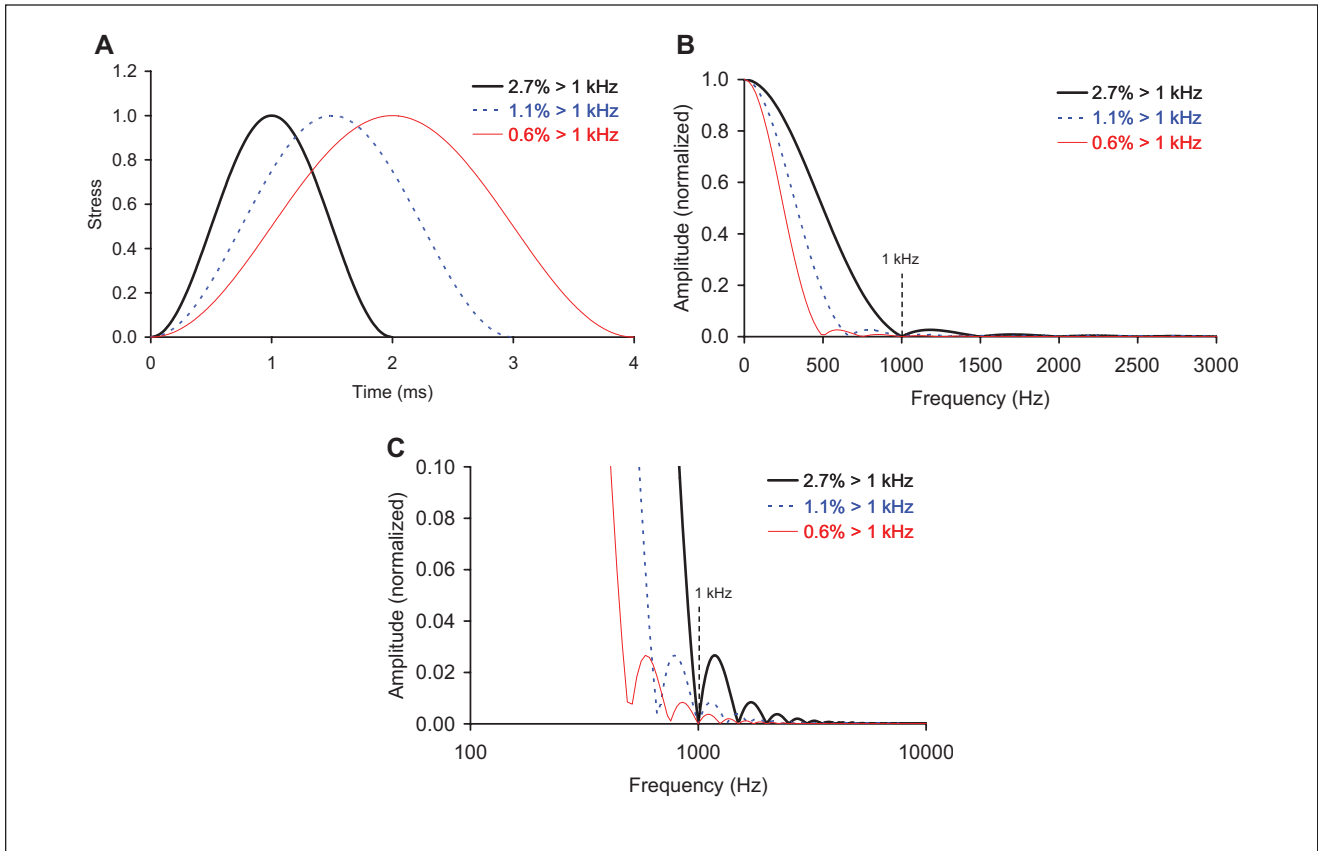 A
1.2
1.0
0.8
0.6
0.4
0.2
0.0
Stress
0 1 2 3 4
Time (ms)
2.7% > 1 kHz
1.1% > 1 kHz
0.6% > 1 kHz
B
1.0
0.8
0.6
0.4
0.2
0.0
Amplitude (normalized)
0 500 1000 1500 2000 2500 3000
Frequency (Hz)
2.7% > 1 kHz
1.1% > 1 kHz
0.6% > 1 kHz
1 kHz
C
0.10
0.08
0.06
0.04
0.02
0.00
Amplitude (normalized)
100 1000 10000
Frequency (Hz)
2.7% > 1 kHz
1.1% > 1 kHz
0.6% > 1 kHz
1 kHz